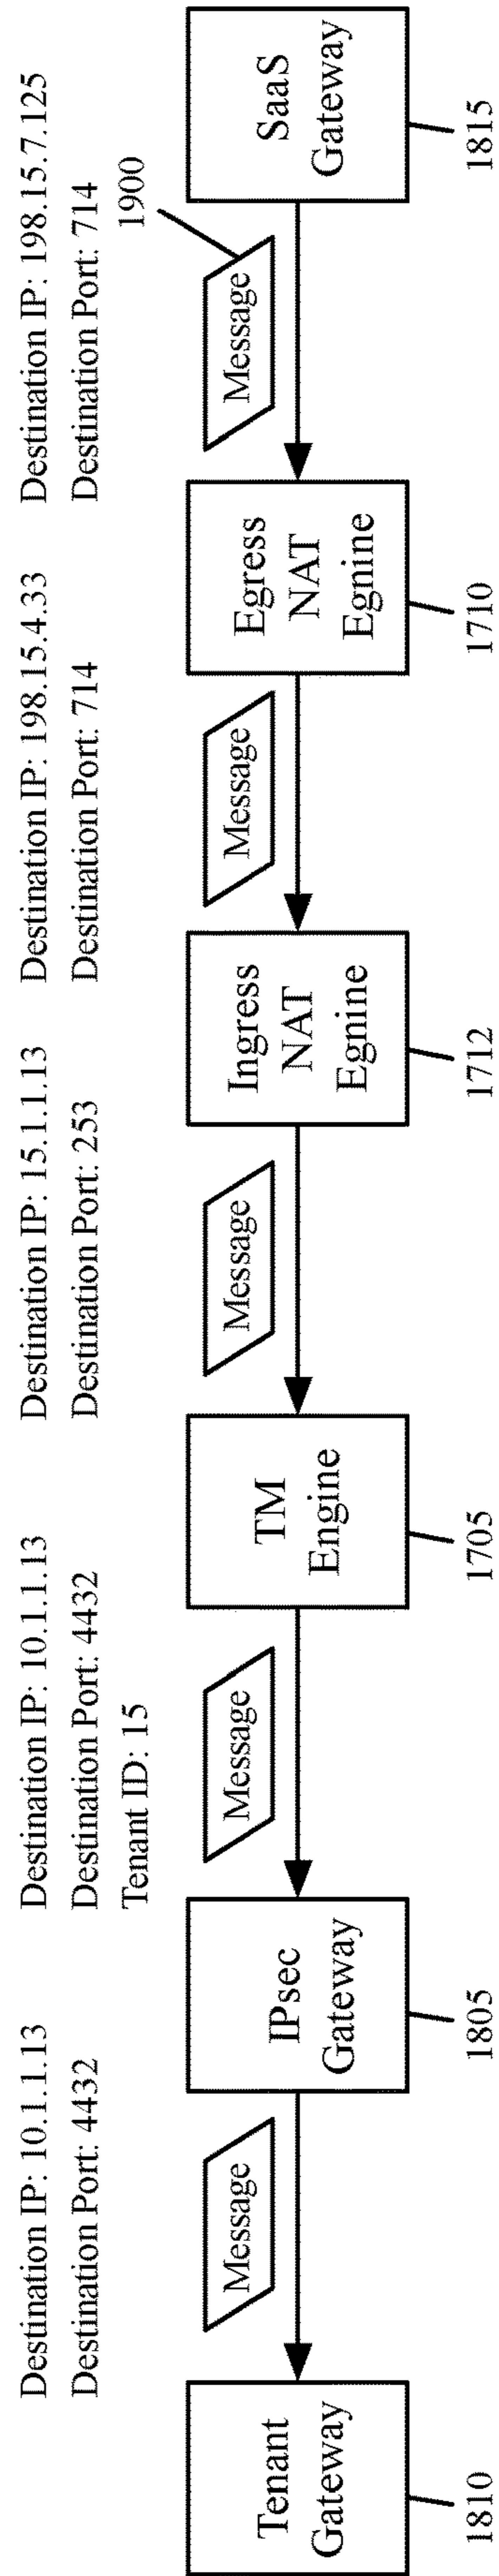 Destination IP: 10.1.1.13
Destination Port: 4432
Destination IP: 10.1.1.13
Destination Port: 4432
Tenant ID: 15
Destination IP: 15.1.1.13
Destination Port: 253
Destination IP: 198.15.4.33
Destination Port: 714
Destination IP: 198.15.7.125
Destination Port: 714
1900
Message
Message
Message
Message
Message
Tenant
Gateway
IPsec
Gateway
TM
Engine
Ingress
NAT
Egnine
Egress
NAT
Egnine
SaaS
Gateway
1810
1805
1705
1712
1710
1815